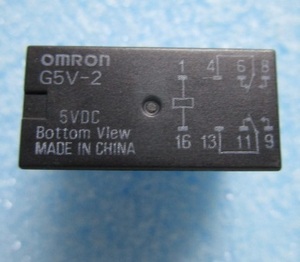 OMRON
G5V-2
5VDC
Bottom View
MADE IN CHINA
1 4 6 8
16 13 11 9